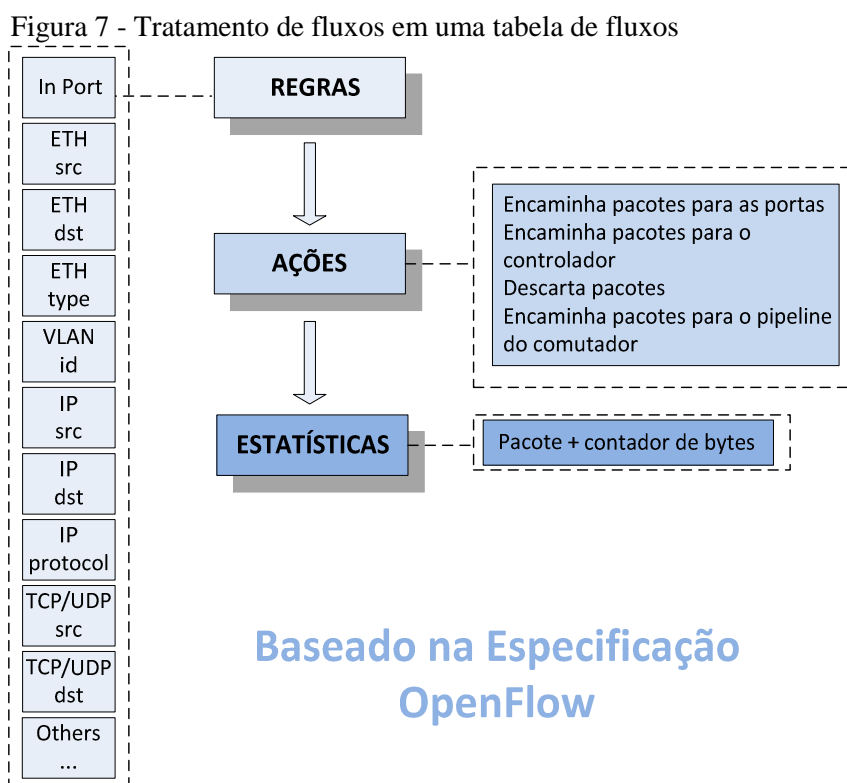 Figura 7 - Tratamento de fluxos em uma tabela de fluxos
In Port
ETH
src
ETH
dst
ETH
type
VLAN
id
IP
src
IP
dst
IP
protocol
TCP/UDP
src
TCP/UDP
dst
Others
...
REGRAS
AÇÕES
Encaminha pacotes para as portas
Encaminha pacotes para o
controlador
Descarta pacotes
Encaminha pacotes para o pipeline
do comutador
ESTATÍSTICAS
Pacote + contador de bytes
Baseado na Especificação
OpenFlow